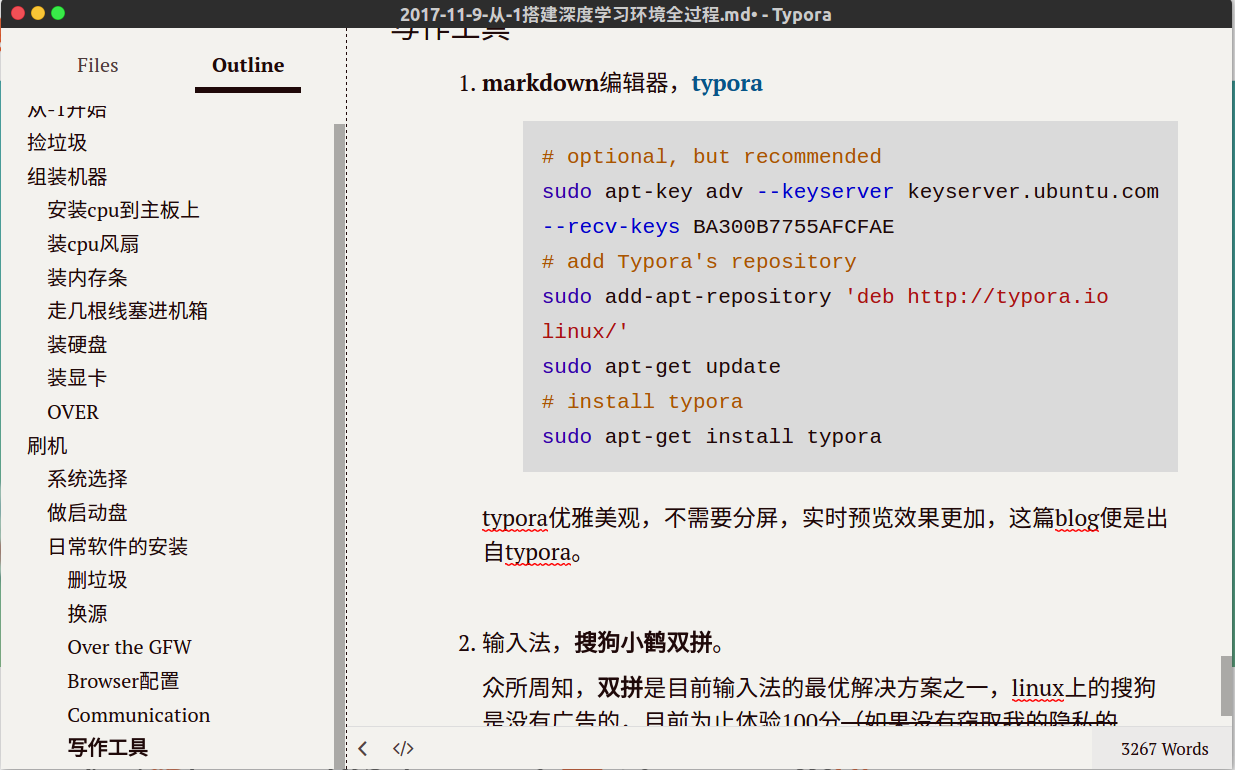 2017-11-9-从-1搭建深度学习环境全过程.md• - Typora
Files
Outline
从-1开始
捡垃圾
组装机器
安装cpu到主板上
装cpu风扇
装内存条
走几根线塞进机箱
装硬盘
装显卡
OVER
刷机
系统选择
做启动盘
日常软件的安装
删垃圾
换源
Over the GFW
Browser配置
Communication
写作工具
写作工具
1. markdown编辑器，typora
# optional, but recommended
sudo apt-key adv --keyserver keyserver.ubuntu.com
--recv-keys BA300B7755AFCFAE
# add Typora's repository
sudo add-apt-repository 'deb http://typora.io
linux/'
sudo apt-get update
# install typora
sudo apt-get install typora
typora优雅美观，不需要分屏，实时预览效果更加，这篇blog便是出
自typora。
2. 输入法，搜狗小鹤双拼。
众所周知，双拼是目前输入法的最优解决方案之一，linux上的搜狗
是没有广告的，目前为止体验100分（如果没有窃取我的隐私的
3267 Words